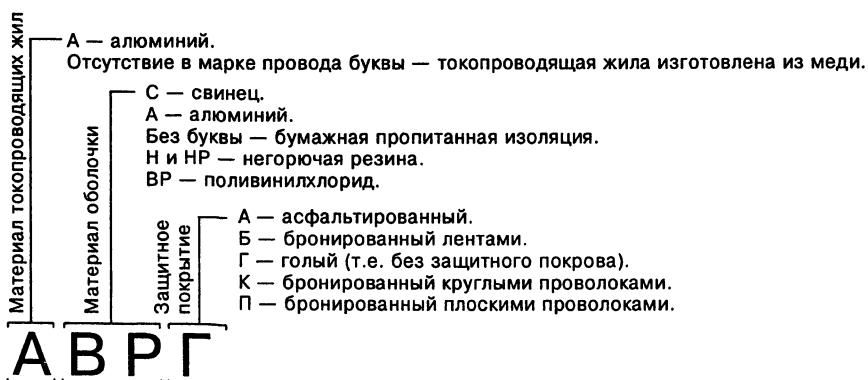 Материал токопроводящих жил
А — алюминий.
Отсутствие в марке провода буквы — токопроводящая жила изготовлена из меди.
Материал оболочки
С — свинец.
А — алюминий.
Без буквы — бумажная пропитанная изоляция.
Н и НР — негорючая резина.
ВР — поливинилхлорид.
Защитное
покрытие
А — асфальтированный.
Б — бронированный лентами.
Г — голый (т.е. без защитного покрова).
К — бронированный круглыми проволоками.
П — бронированный плоскими проволоками.
АВРГ